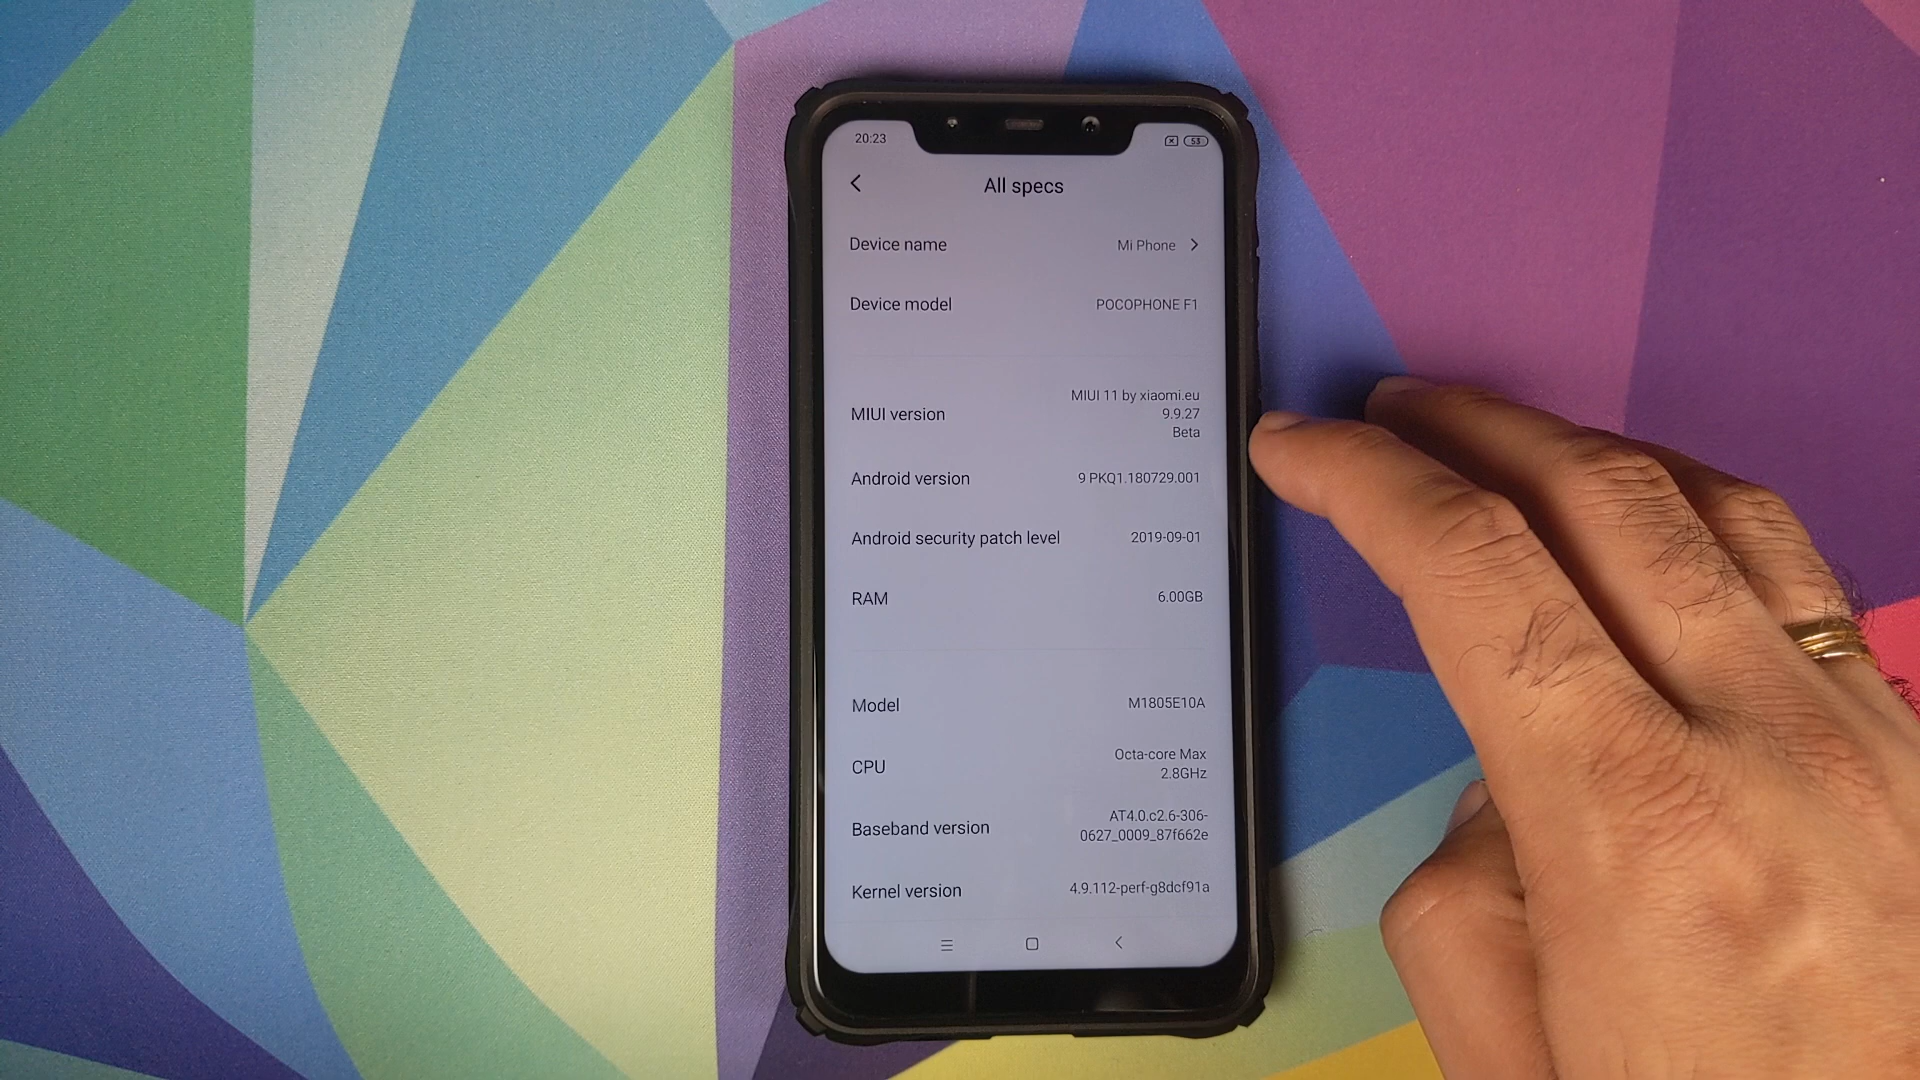 20:23
53
All specs
Device name Mi Phone
Device model POCOPHONE F1
MIUI version MIUI 11 by xiaomi.eu
9.9.27
Beta
Android version 9 PKQ1.180729.001
Android security patch level 2019-09-01
RAM 6.00GB
Model M1805E10A
CPU Octa-core Max
2.8GHz
Baseband version AT4.0.c2.6-306-
0627_0009_87f662e
Kernel version 4.9.112-perf-g8dcf91a